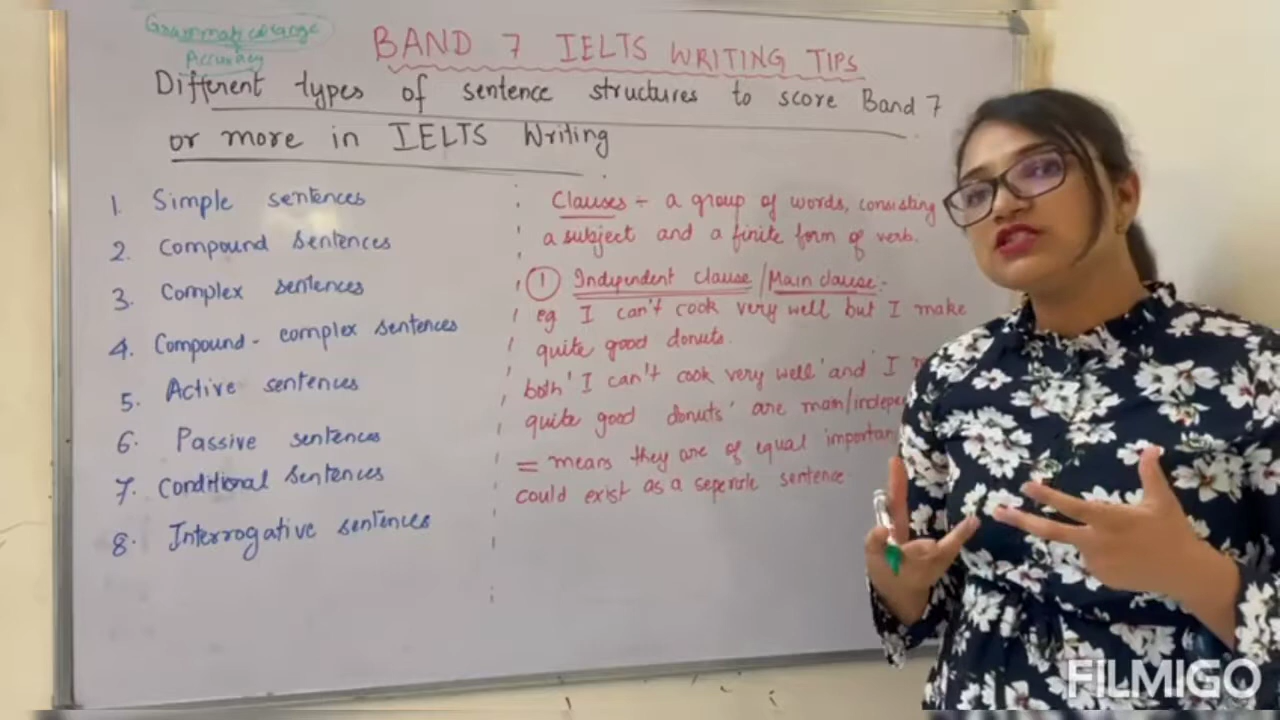 Grammatical range
Accuracy
BAND 7 IELTS WRITING TIPS
Different types of sentence structures to score Band 7
or more in IELTS Writing
1. Simple sentences
2. Compound sentences
3. Complex sentences
4. Compound-complex sentences
5. Active sentences
6. Passive sentences
7. Conditional sentences
8. Interrogative sentences
Clauses ÷ a group of words, consisting
a subject and a finite form of verb.
1 Independent clause / Main clause:-
eg I can't cook very well but I make
quite good donuts.
both 'I can't cook very well' and 'I
quite good donuts' are main/
= means they are of equal
could exist as a seperate sentence
FILMIGO